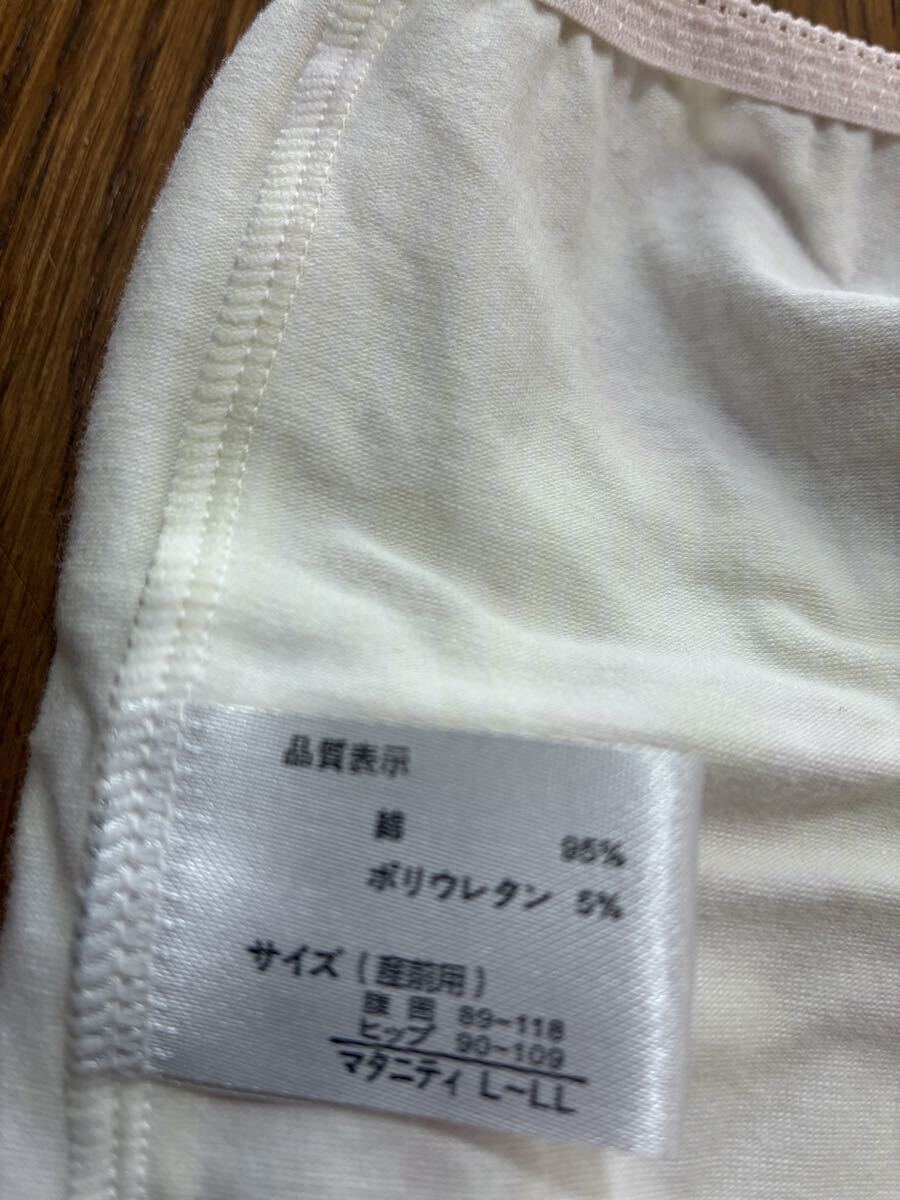 品質表示
綿 95%
ポリウレタン 5%
サイズ(産前用)
腹囲 89-118
ヒップ 90-109
マタニティ L~LL